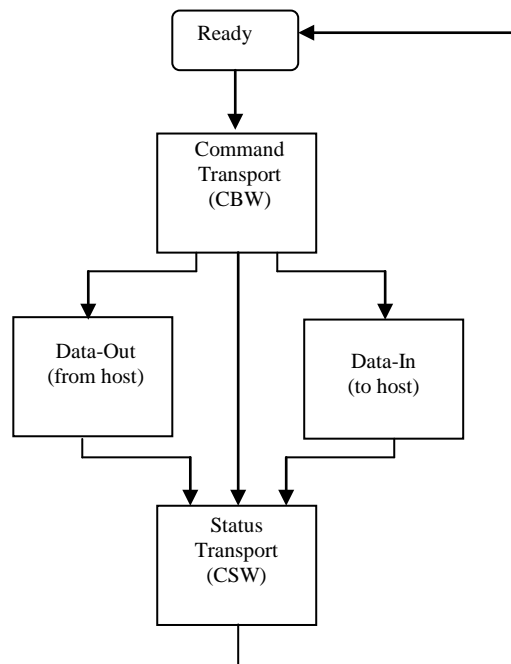 Ready
Command
Transport
(CBW)
Data-Out
(from host)
Data-In
(to host)
Status
Transport
(CSW)